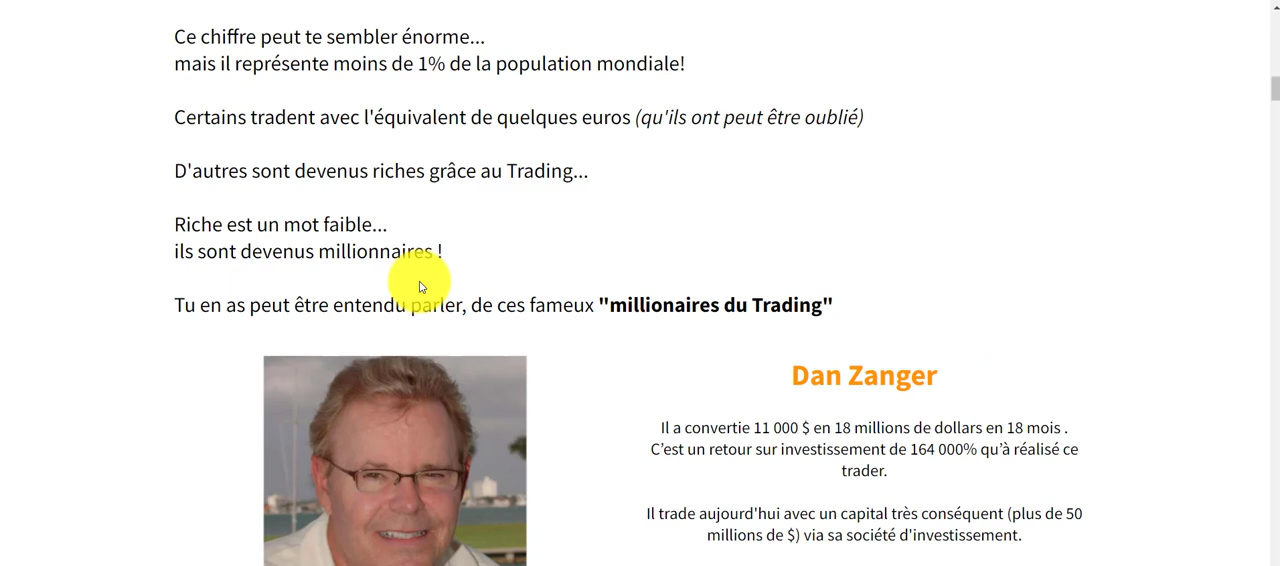 Ce chiffre peut te sembler énorme...
mais il représente moins de 1% de la population mondiale!
Certains tradent avec l'équivalent de quelques euros (qu'ils ont peut être oublié)
D'autres sont devenus riches grâce au Trading...
Riche est un mot faible...
ils sont devenus millionnaires !
Tu en as peut être entendu parler, de ces fameux "millionaires du Trading"
Dan Zanger
Il a convertie 11 000 $ en 18 millions de dollars en 18 mois .
C’est un retour sur investissement de 164 000% qu’à réalisé ce
trader.
Il trade aujourd'hui avec un capital très conséquent (plus de 50
millions de $) via sa société d'investissement.